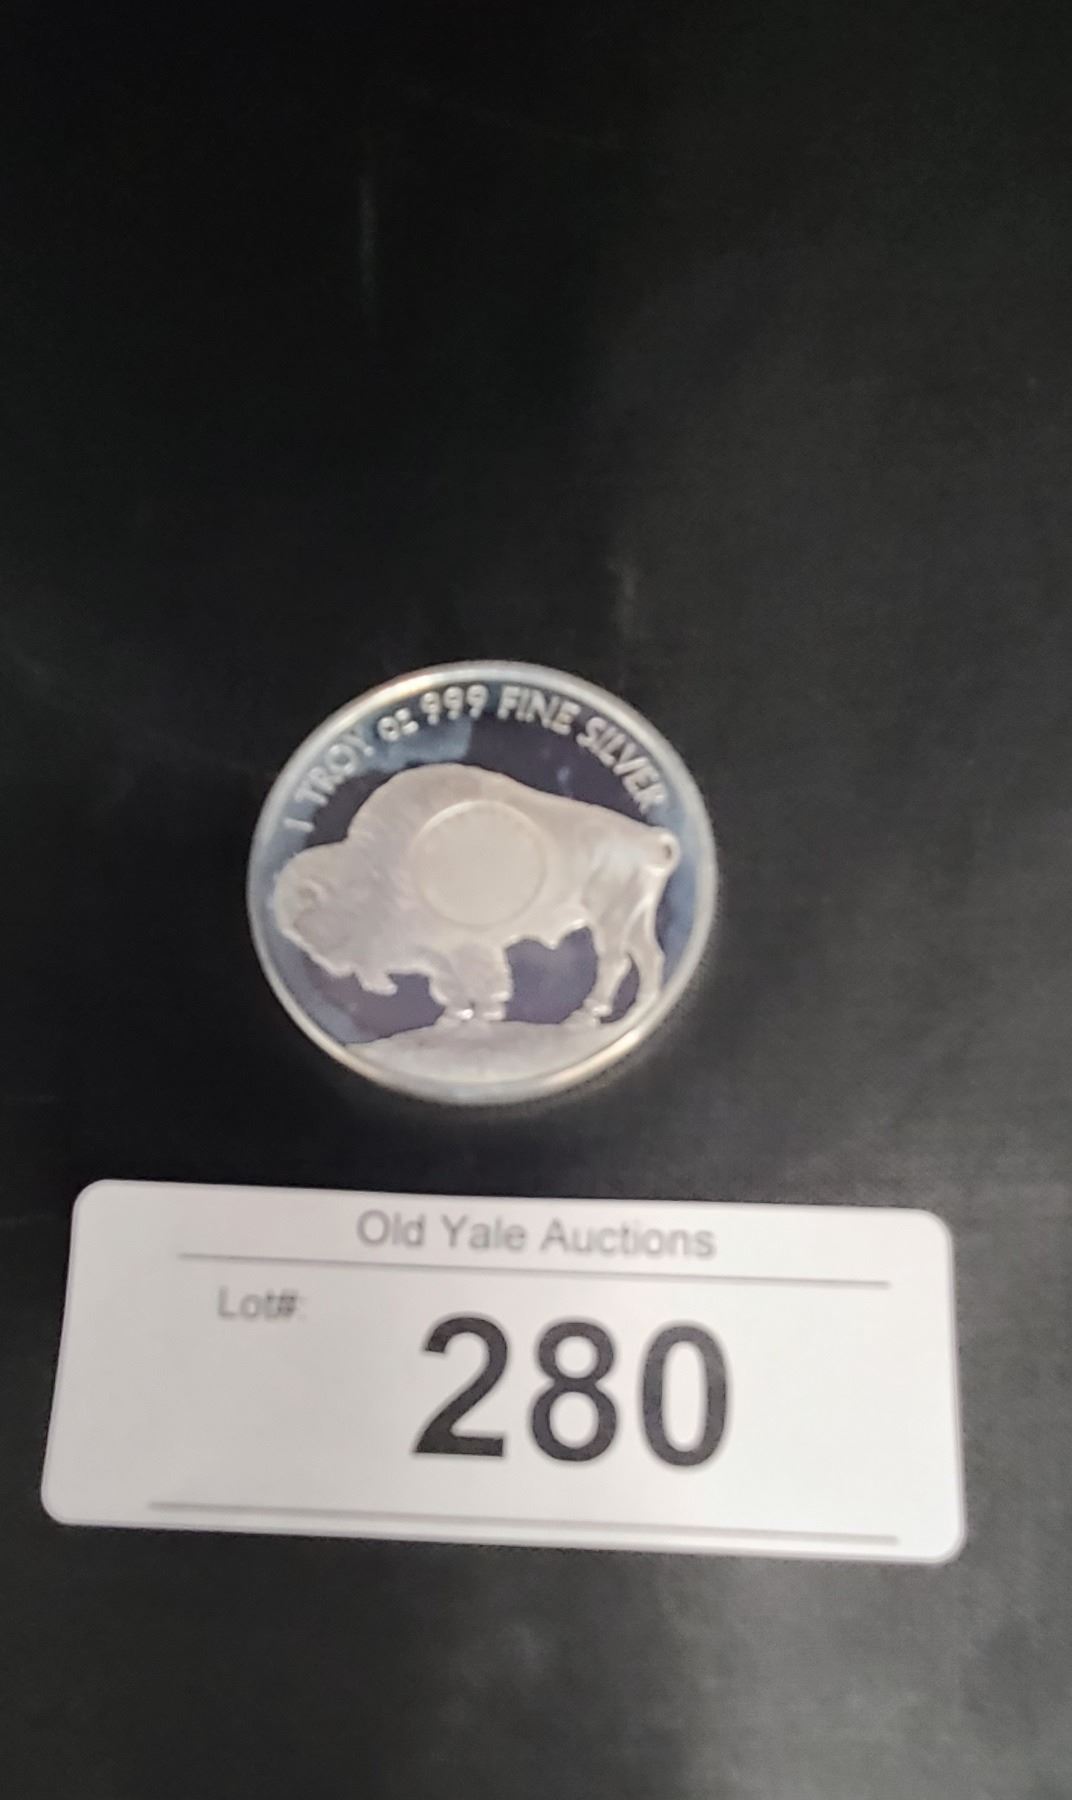 1 TROY oz 999 FINE SILVER
Old Yale Auctions
Lot#:
280